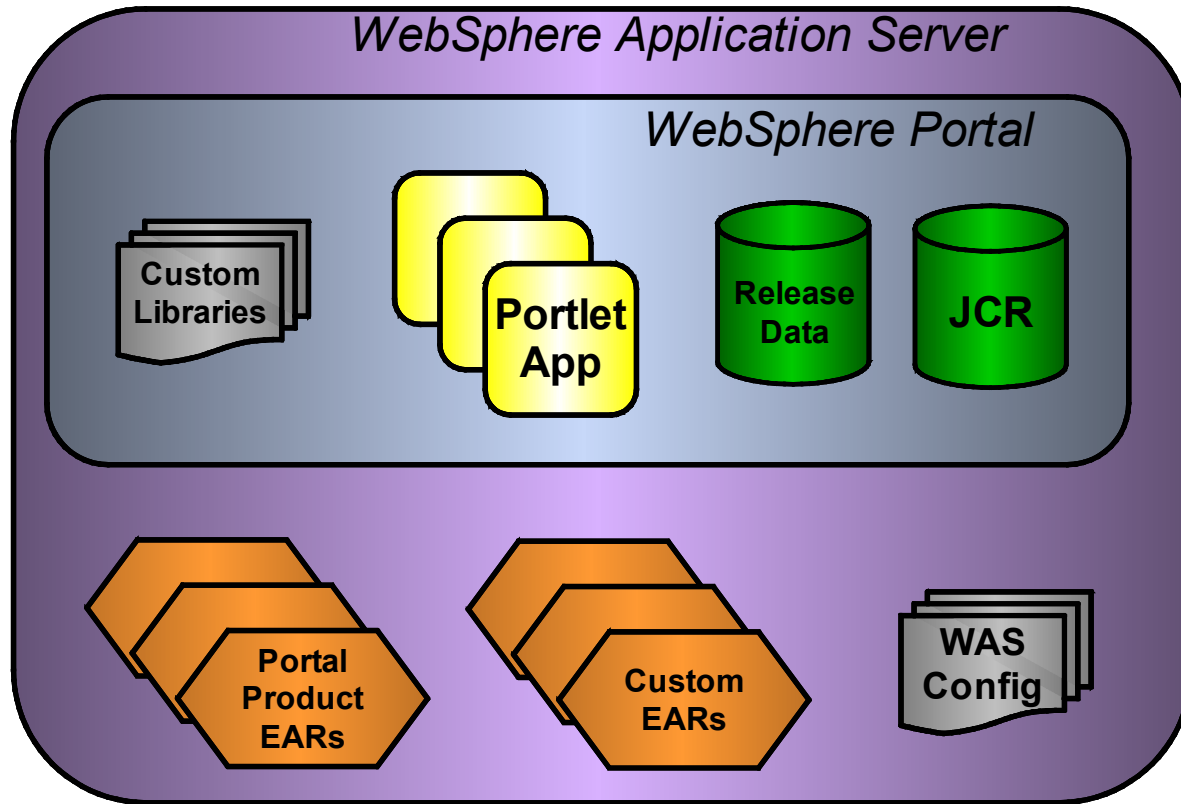 WebSphere Application Server
WebSphere Portal
Custom
Libraries
Portlet
App
Release
Data
JCR
Portal
Product
EARs
Custom
EARs
WAS
Config